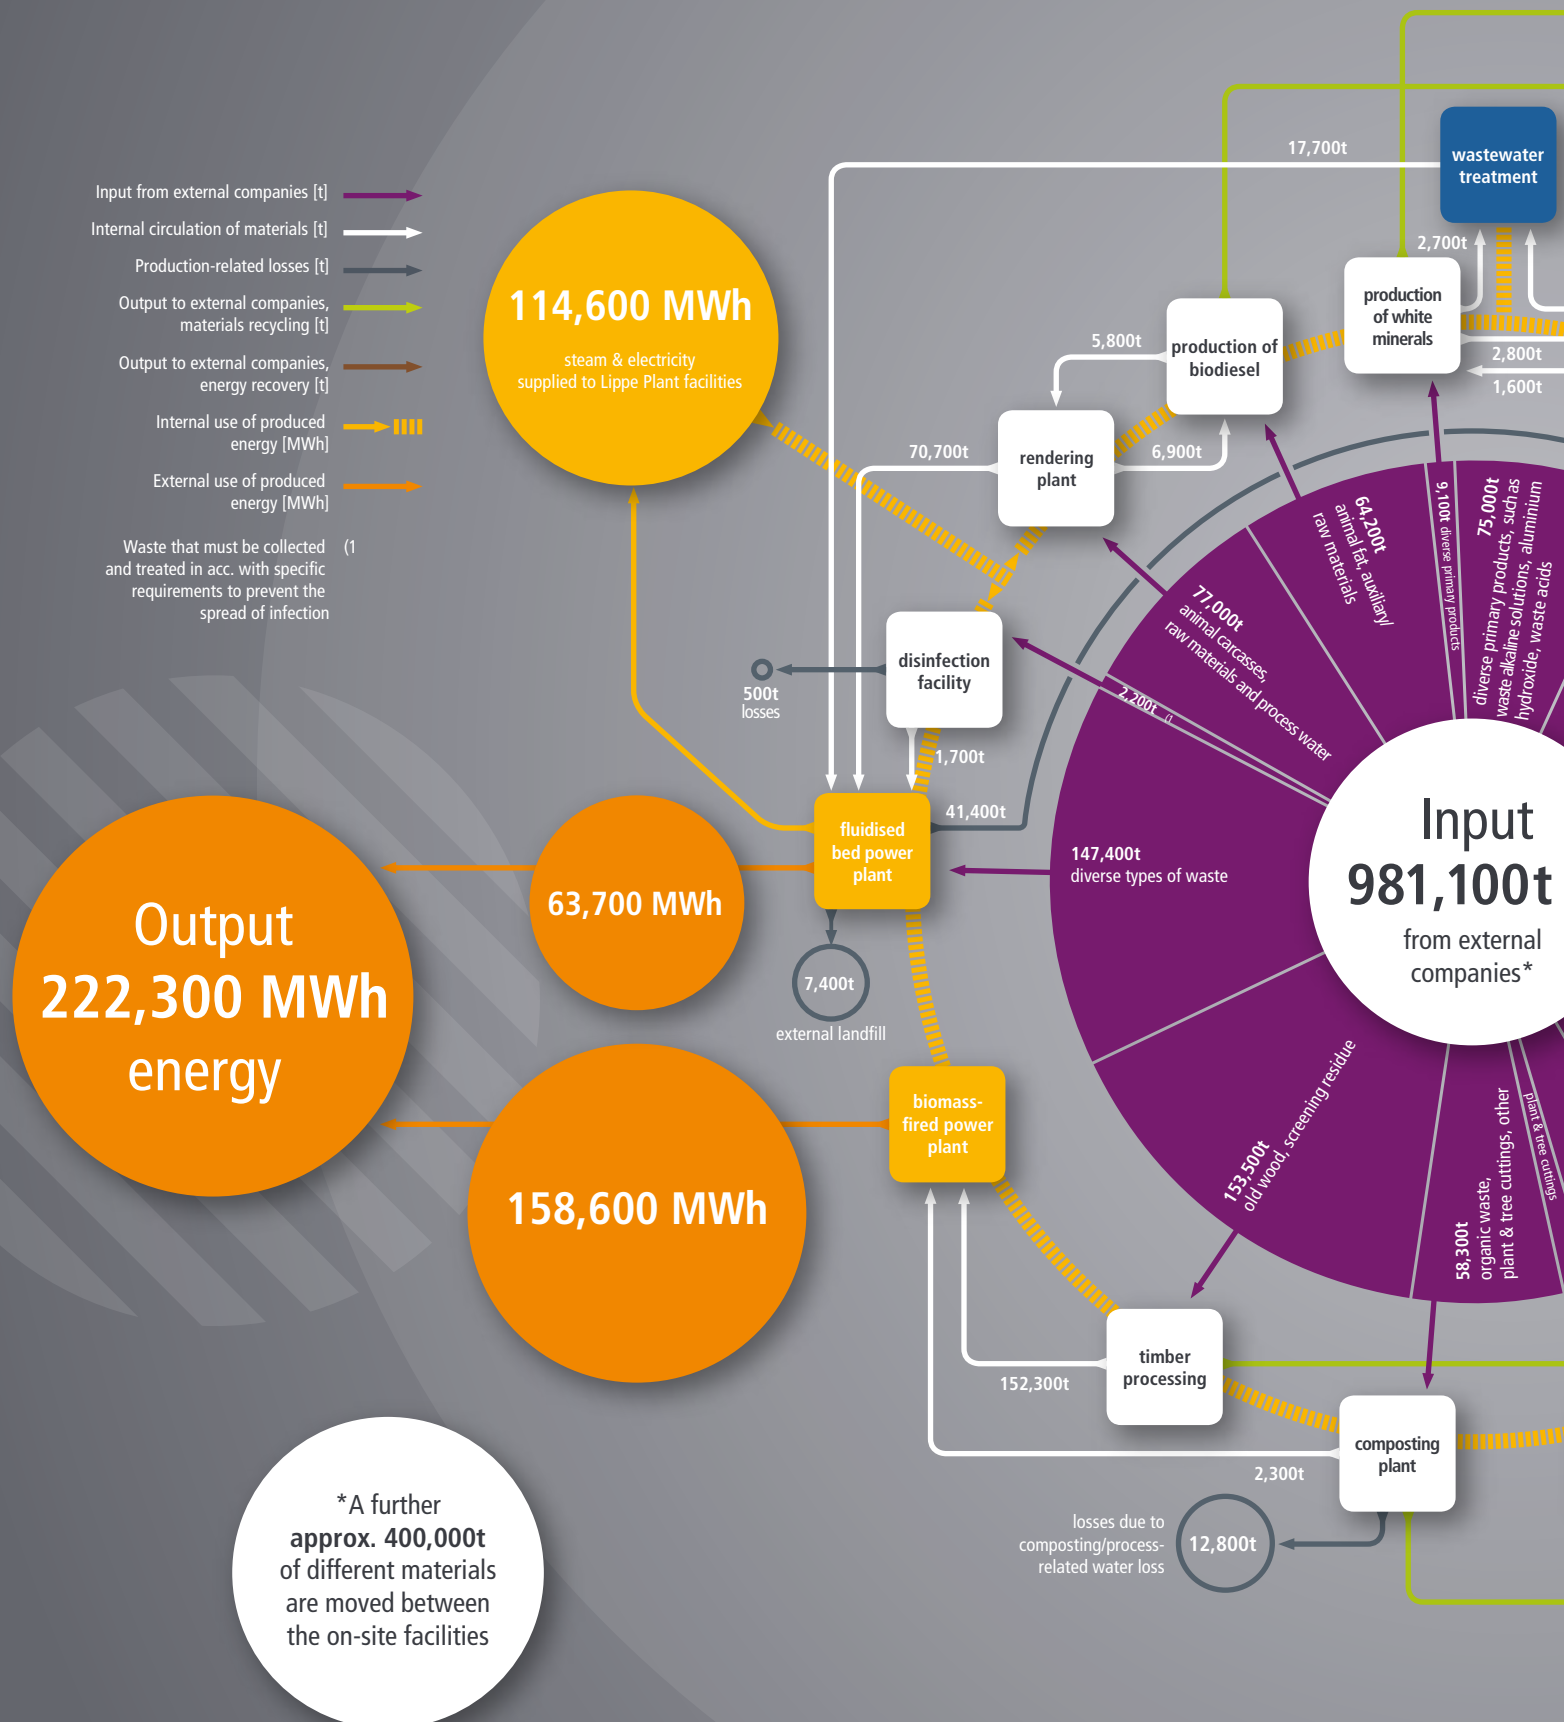 Input from external companies [t]
Internal circulation of materials [t]
Production-related losses [t]
Output to external companies,
materials recycling [t]
Output to external companies,
energy recovery [t]
Internal use of produced
energy [MWh]
External use of produced
energy [MWh]
Waste that must be collected (1
and treated in acc. with specific
requirements to prevent the
spread of infection
114,600 MWh
steam & electricity
supplied to Lippe Plant facilities
17,700t
wastewater
treatment
2,700t
production
of white
minerals
2,800t
1,600t
5,800t
production of
biodiesel
70,700t
rendering
plant
6,900t
disinfection
facility
500t
losses
1,700t
41,400t
fluidised
bed power
plant
7,400t
external landfill
63,700 MWh
Output
222,300 MWh
energy
158,600 MWh
biomass-
fired power
plant
timber
processing
152,300t
composting
plant
2,300t
losses due to
composting/process-
related water loss
12,800t
75,000t
diverse primary products, such as
waste alkaline solutions, aluminium
hydroxide, waste acids
9,100t diverse primary products
64,200t
animal fat, auxiliary/
raw materials
77,000t
animal carcasses,
raw materials and process water
2,200t (1
147,400t
diverse types of waste
153,500t
old wood, screening residue
58,300t
organic waste,
plant & tree cuttings, other
plant & tree cuttings
Input
981,100t
from external
companies*
*A further
approx. 400,000t
of different materials
are moved between
the on-site facilities